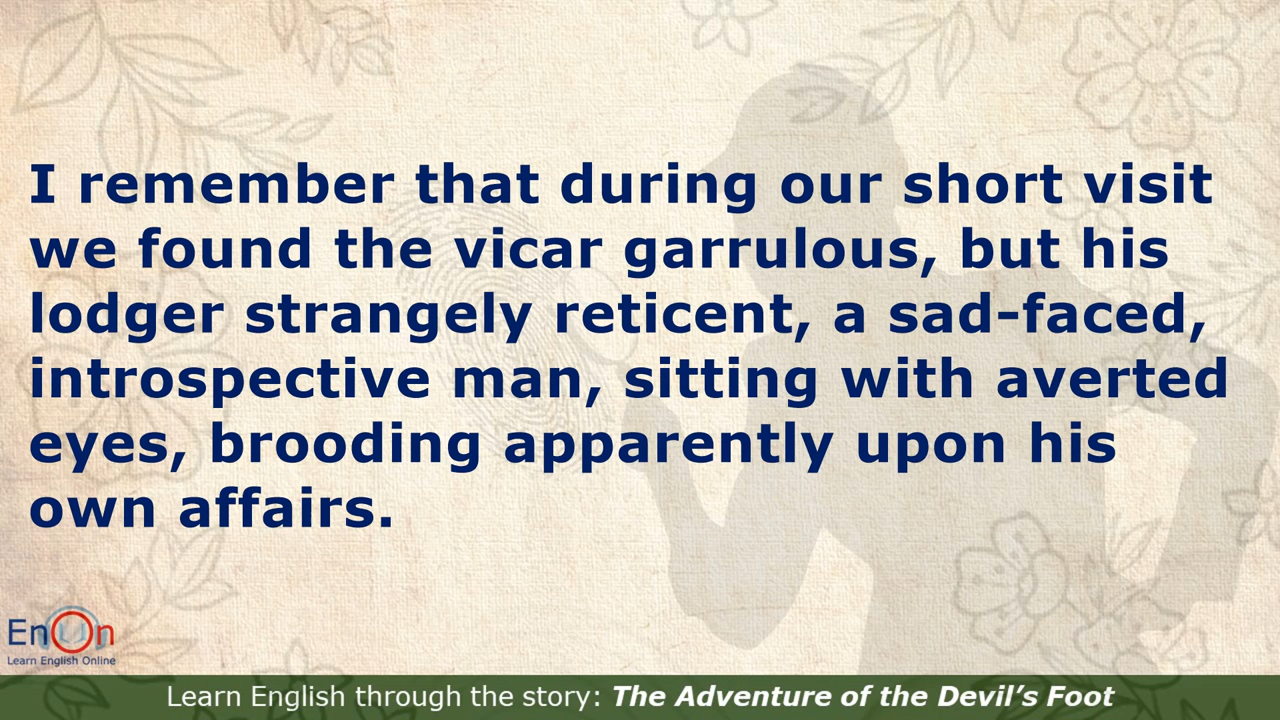 I remember that during our short visit
we found the vicar garrulous, but his
lodger strangely reticent, a sad-faced,
introspective man, sitting with averted
eyes, brooding apparently upon his
own affairs.
EnOn
Learn English Online
Learn English through the story: The Adventure of the Devil’s Foot